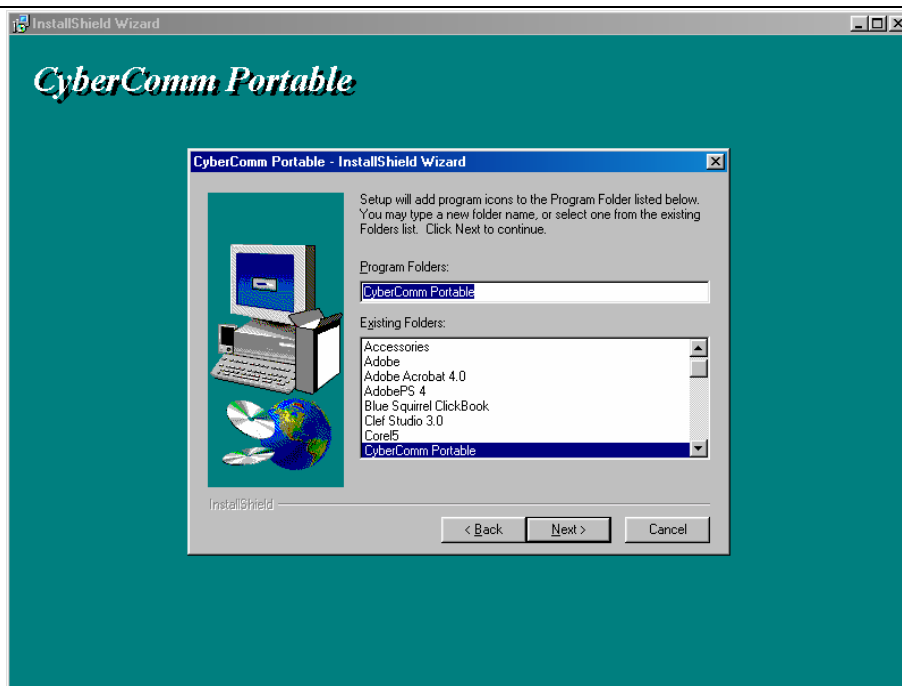 InstallShield Wizard
CyberComm Portable
CyberComm Portable - InstallShield Wizard
Setup will add program icons to the Program Folder listed below.
You may type a new folder name, or select one from the existing
Folders list. Click Next to continue.
Program Folders:
CyberComm Portable
Existing Folders:
Accessories
Adobe
Adobe Acrobat 4.0
AdobePS 4
Blue Squirrel ClickBook
Clef Studio 3.0
Corel5
CyberComm Portable
InstallShield
< Back Next > Cancel